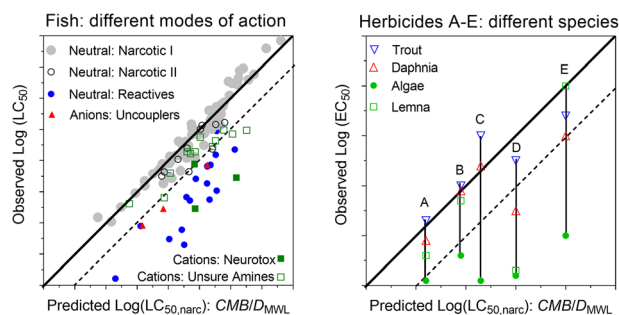 Fish: different modes of action
Observed Log (LC50)
Neutral: Narcotic I
Neutral: Narcotic II
Neutral: Reactives
Anions: Uncouplers
Cations: Neurotox
Cations: Unsure Amines
Predicted Log(LC50,narc): CMB/DMWL
Herbicides A-E: different species
Observed Log (EC50)
Trout
Daphnia
Algae
Lemna
A
B
C
D
E
Predicted Log(LC50,narc): CMB/DMWL